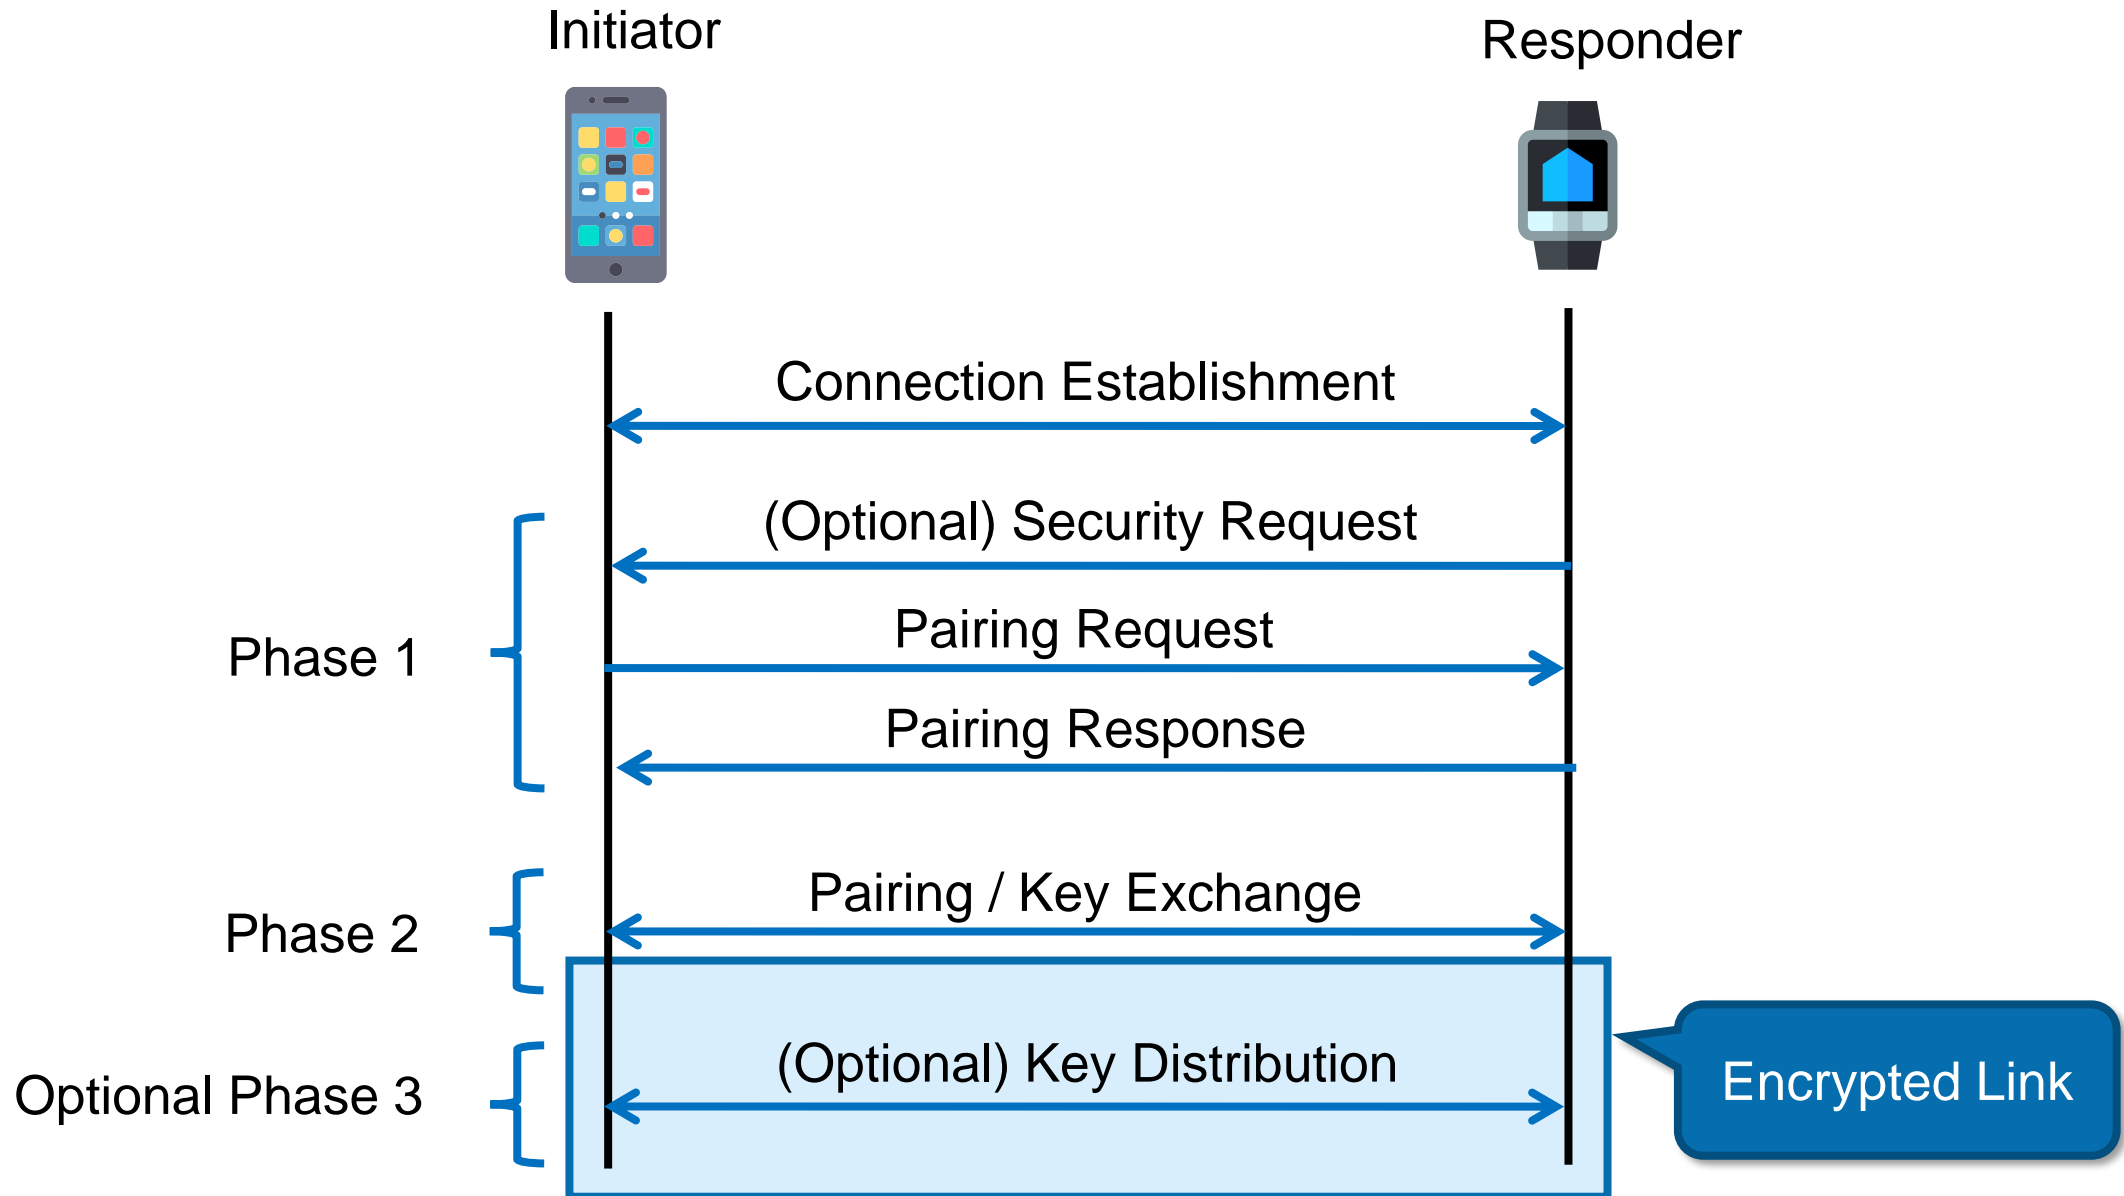 Initiator
Responder
Connection Establishment
(Optional) Security Request
Pairing Request
Phase 1
Pairing Response
Pairing / Key Exchange
Phase 2
(Optional) Key Distribution
Optional Phase 3
Encrypted Link